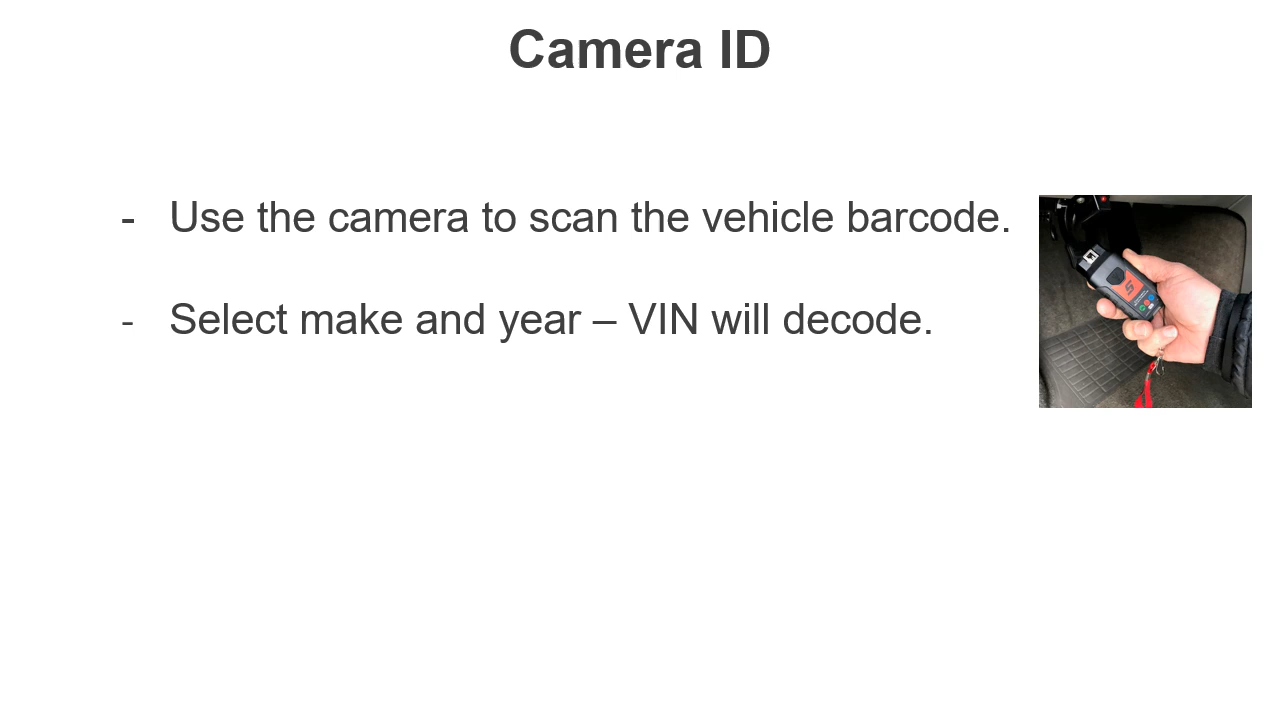 Camera ID
- Use the camera to scan the vehicle barcode.
- Select make and year – VIN will decode.